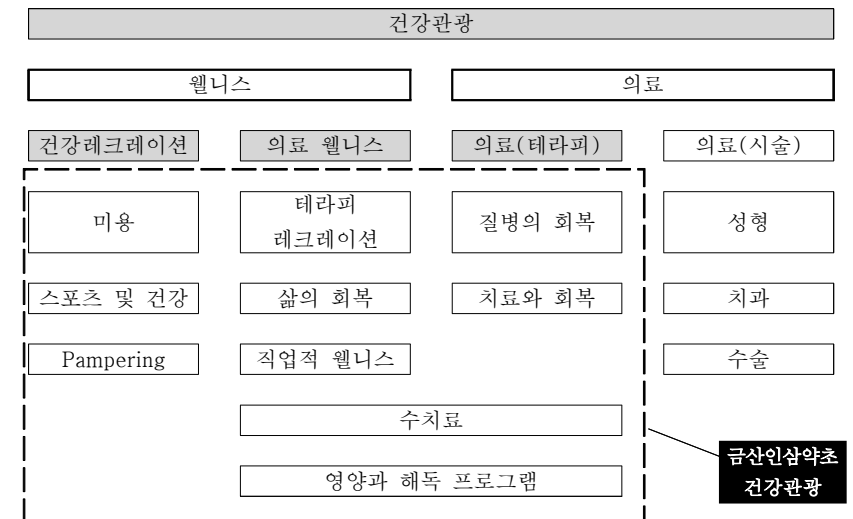 건강관광
웰니스
의료
건강레크레이션
의료 웰니스
의료(테라피)
의료(시술)
미용
테라피
레크레이션
질병의 회복
성형
스포츠 및 건강
삶의 회복
치료와 회복
치과
Pampering
직업적 웰니스
수술
수치료
영양과 해독 프로그램
금산인삼약초
건강관광